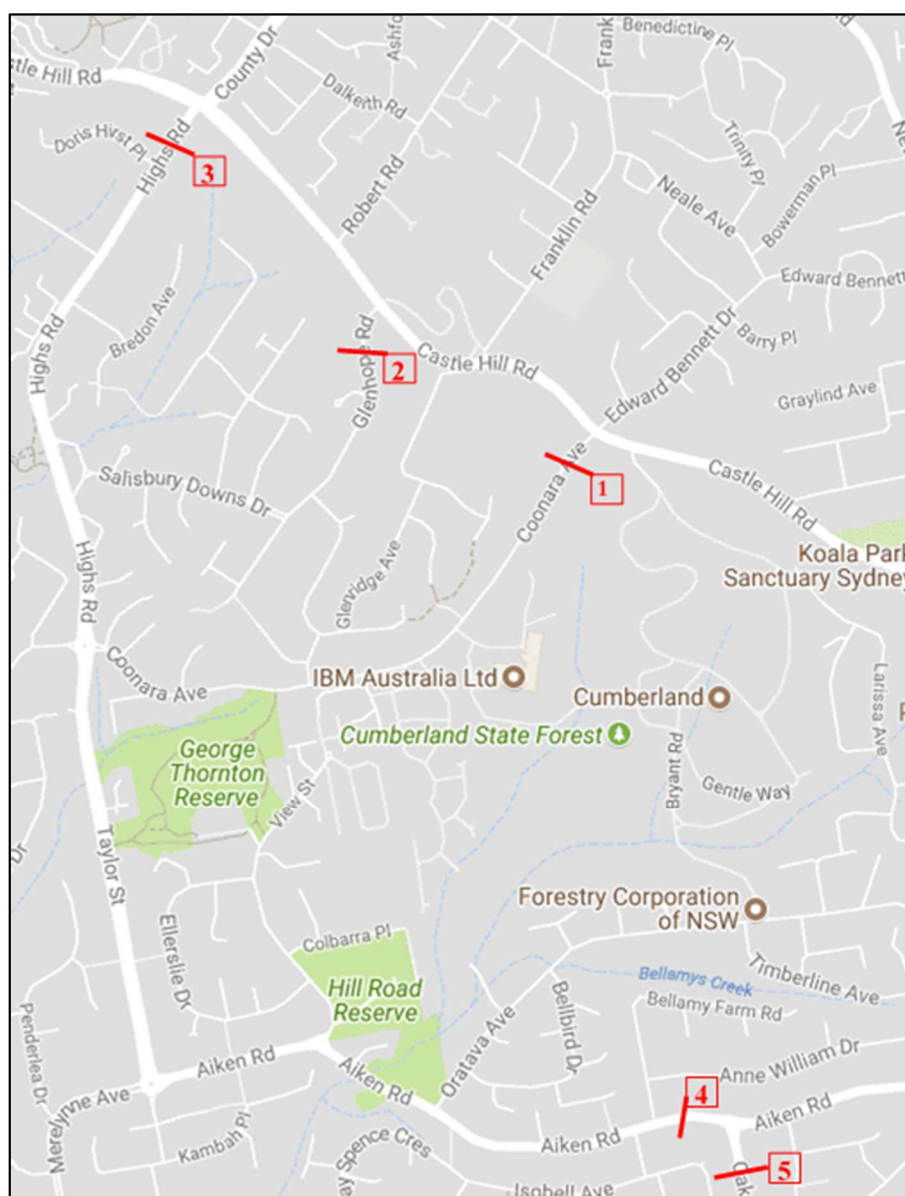 Benedictine Pl
Frank
Ashfo
County Dr
stle Hill Rd
Dalkeith Rd
Doris Hirst Pl
Highs Rd
3
Trinity Pl
Bowerman Pl
Robert Rd
Neale Ave
Franklin Rd
Edward Bennett
Bredon Ave
Highs Rd
Glenhope Rd
2
Castle Hill Rd
Edward Bennett Dr
Barry Pl
Graylind Ave
Coonara Ave
1
Castle Hill Rd
Salisbury Downs Dr
Koala Park
Sanctuary Sydney
Highs Rd
Glenridge Ave
Coonara Ave
IBM Australia Ltd
Cumberland
Larissa Ave
Cumberland State Forest
George
Thornton
Reserve
View St
Bryant Rd
Gentle Way
Dr
Taylor St
Forestry Corporation
of NSW
Ellerslie Dr
Colbarra Pl
Timberline Ave
Bellamys Creek
Hill Road
Reserve
Bellamy Farm Rd
Bellbird Dr
Penderlea Dr
Oratava Ave
Aiken Rd
Anne William Dr
Merelynne Ave
Aiken Rd
4
Aiken Rd
Kambah Pl
ay Spence Cres
Aiken Rd
5
Oak
Isobell Ave